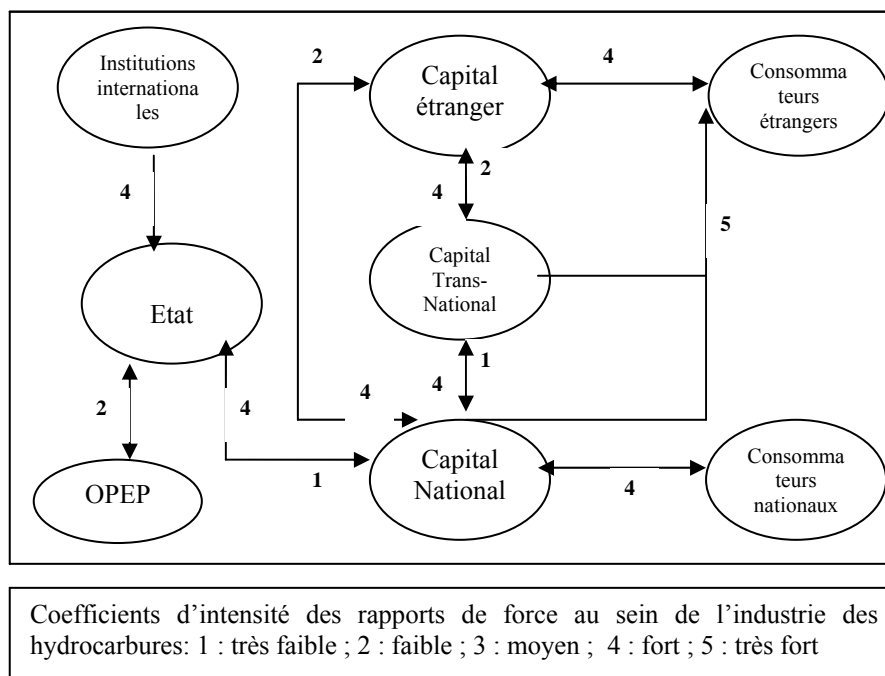 Institutions
internationa
les
2
Capital
étranger
4
Consomma
teurs
étrangers
4
2
4
5
Etat
Capital
Trans-
National
1
4
4
2
4
OPEP
1
Capital
National
4
Consomma
teurs
nationaux
Coefficients d’intensité des rapports de force au sein de l’industrie des
hydrocarbures: 1 : très faible ; 2 : faible ; 3 : moyen ; 4 : fort ; 5 : très fort